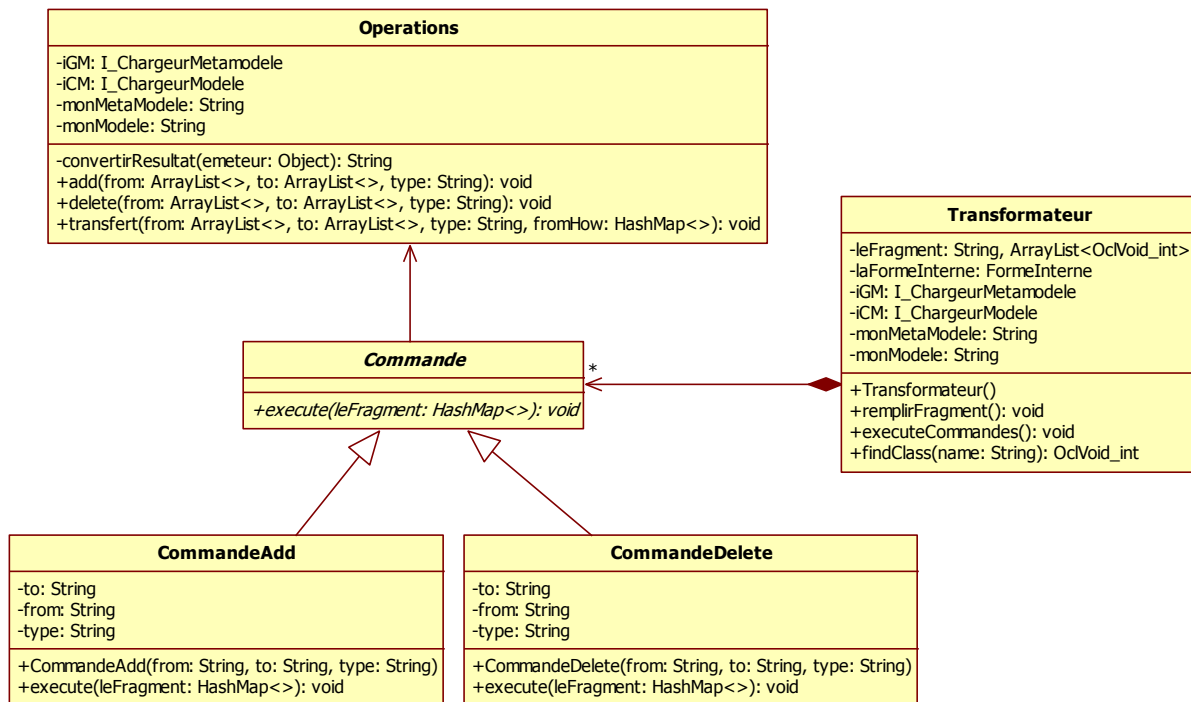 Operations
-iGM: I_ChargeurMetamodele
-iCM: I_ChargeurModele
-monMetaModele: String
-monModele: String
-convertirResultat(emeteur: Object): String
+add(from: ArrayList<>, to: ArrayList<>, type: String): void
+delete(from: ArrayList<>, to: ArrayList<>, type: String): void
+transfert(from: ArrayList<>, to: ArrayList<>, type: String, fromHow: HashMap<>): void
Transformateur
-leFragment: String, ArrayList<OclVoid_int>
-laFormeInterne: FormeInterne
-iGM: I_ChargeurMetamodele
-iCM: I_ChargeurModele
-monMetaModele: String
-monModele: String
+Transformateur()
+remplirFragment(): void
+executeCommandes(): void
+findClass(name: String): OclVoid_int
Commande
+execute(leFragment: HashMap<>): void
*
CommandeAdd
-to: String
-from: String
-type: String
+CommandeAdd(from: String, to: String, type: String)
+execute(leFragment: HashMap<>): void
CommandeDelete
-to: String
-from: String
-type: String
+CommandeDelete(from: String, to: String, type: String)
+execute(leFragment: HashMap<>): void